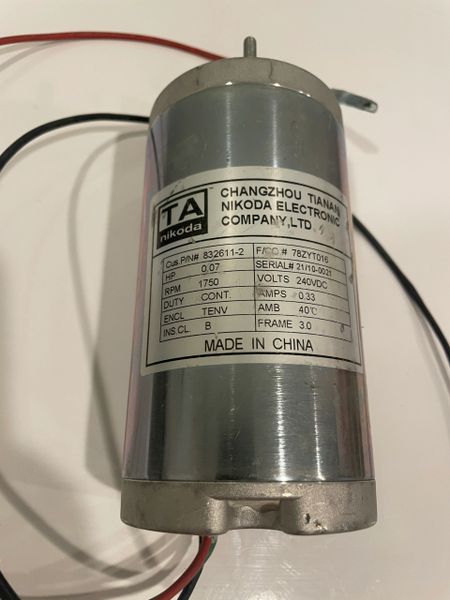 TA
nikoda
CHANGZHOU TIANAN
NIKODA ELECTRONIC
COMPANY,LTD
Cus.P/N# 832611-2 F/CO # 78ZYT016
HP 0.07 SERIAL# 21/10-0021
RPM 1750 VOLTS 240VDC
DUTY CONT. AMPS 0.33
ENCL TENV AMB 40℃
INS.CL B FRAME 3.0
MADE IN CHINA